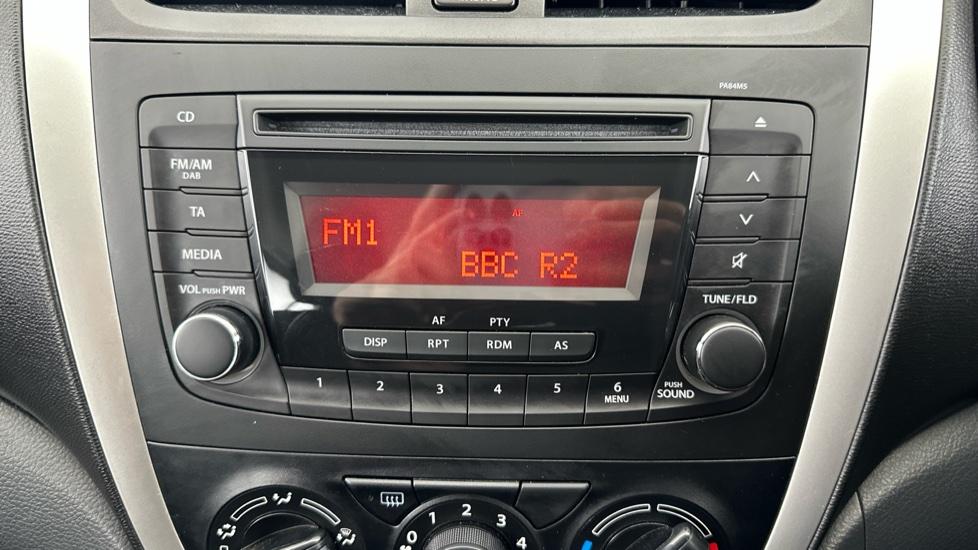 PA84M5
CD
FM/AM
DAB
TA
MEDIA
VOL PUSH PWR
AF
FM1
BBC R2
AF PTY
DISP RPT RDM AS
1 2 3 4 5 6
MENU
TUNE/FLD
PUSH
SOUND
0 1 2 3 4